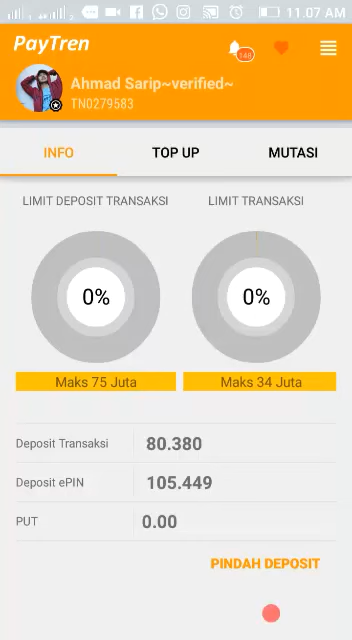 11.07 AM
PayTren
148
Ahmad Sarip~verified~
TN0279583
INFO
TOP UP
MUTASI
LIMIT DEPOSIT TRANSAKSI
LIMIT TRANSAKSI
0%
0%
Maks 75 Juta
Maks 34 Juta
Deposit Transaksi
80.380
Deposit ePIN
105.449
PUT
0.00
PINDAH DEPOSIT